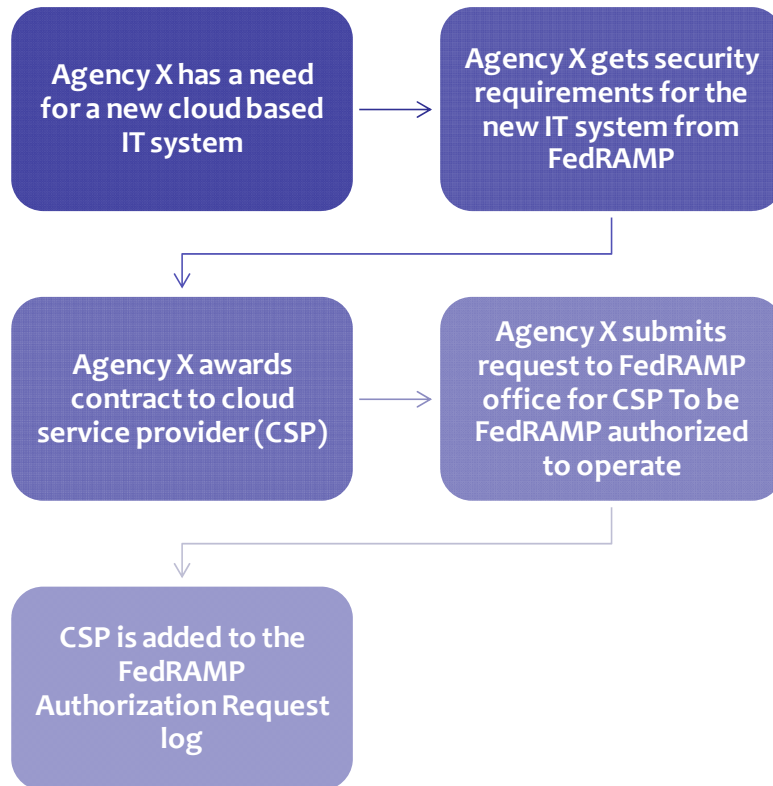 Agency X has a need
for a new cloud based
IT system
Agency X gets security
requirements for the
new IT system from
FedRAMP
Agency X awards
contract to cloud
service provider (CSP)
Agency X submits
request to FedRAMP
office for CSP To be
FedRAMP authorized
to operate
CSP is added to the
FedRAMP
Authorization Request
log